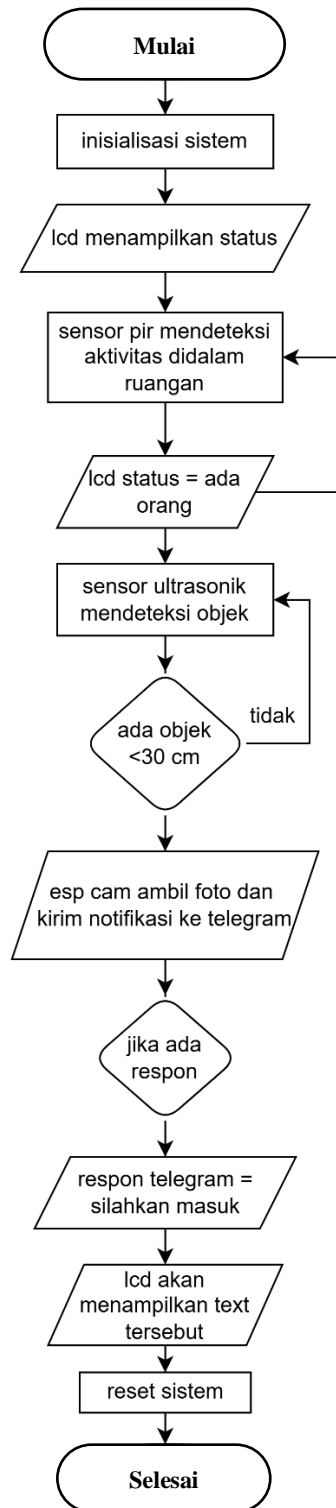 Mulai
inisialisasi sistem
lcd menampilkan status
sensor pir mendeteksi
aktivitas didalam
ruangan
lcd status = ada
orang
sensor ultrasonik
mendeteksi objek
tidak
ada objek
<30 cm
esp cam ambil foto dan
kirim notifikasi ke telegram
jika ada
respon
respon telegram =
silahkan masuk
lcd akan
menampilkan text
tersebut
reset sistem
Selesai